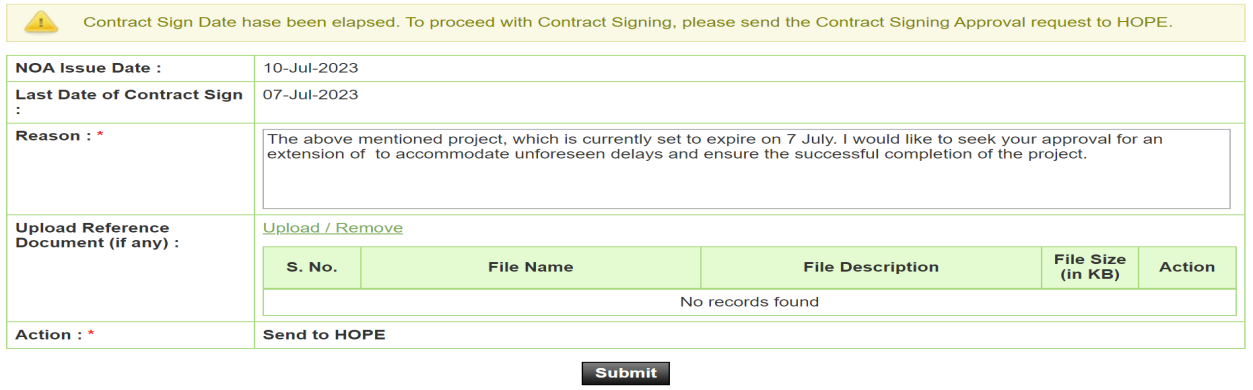 Contract Sign Date hase been elapsed. To proceed with Contract Signing, please send the Contract Signing Approval request to HOPE.
NOA Issue Date : 10-Jul-2023
Last Date of Contract Sign 07-Jul-2023
:
Reason : * The above mentioned project, which is currently set to expire on 7 July. I would like to seek your approval for an
extension of  to accommodate unforeseen delays and ensure the successful completion of the project.
Upload Reference Upload / Remove
Document (if any) :
S. No. File Name File Description File Size Action
(in KB)
No records found
Action : * Send to HOPE
Submit